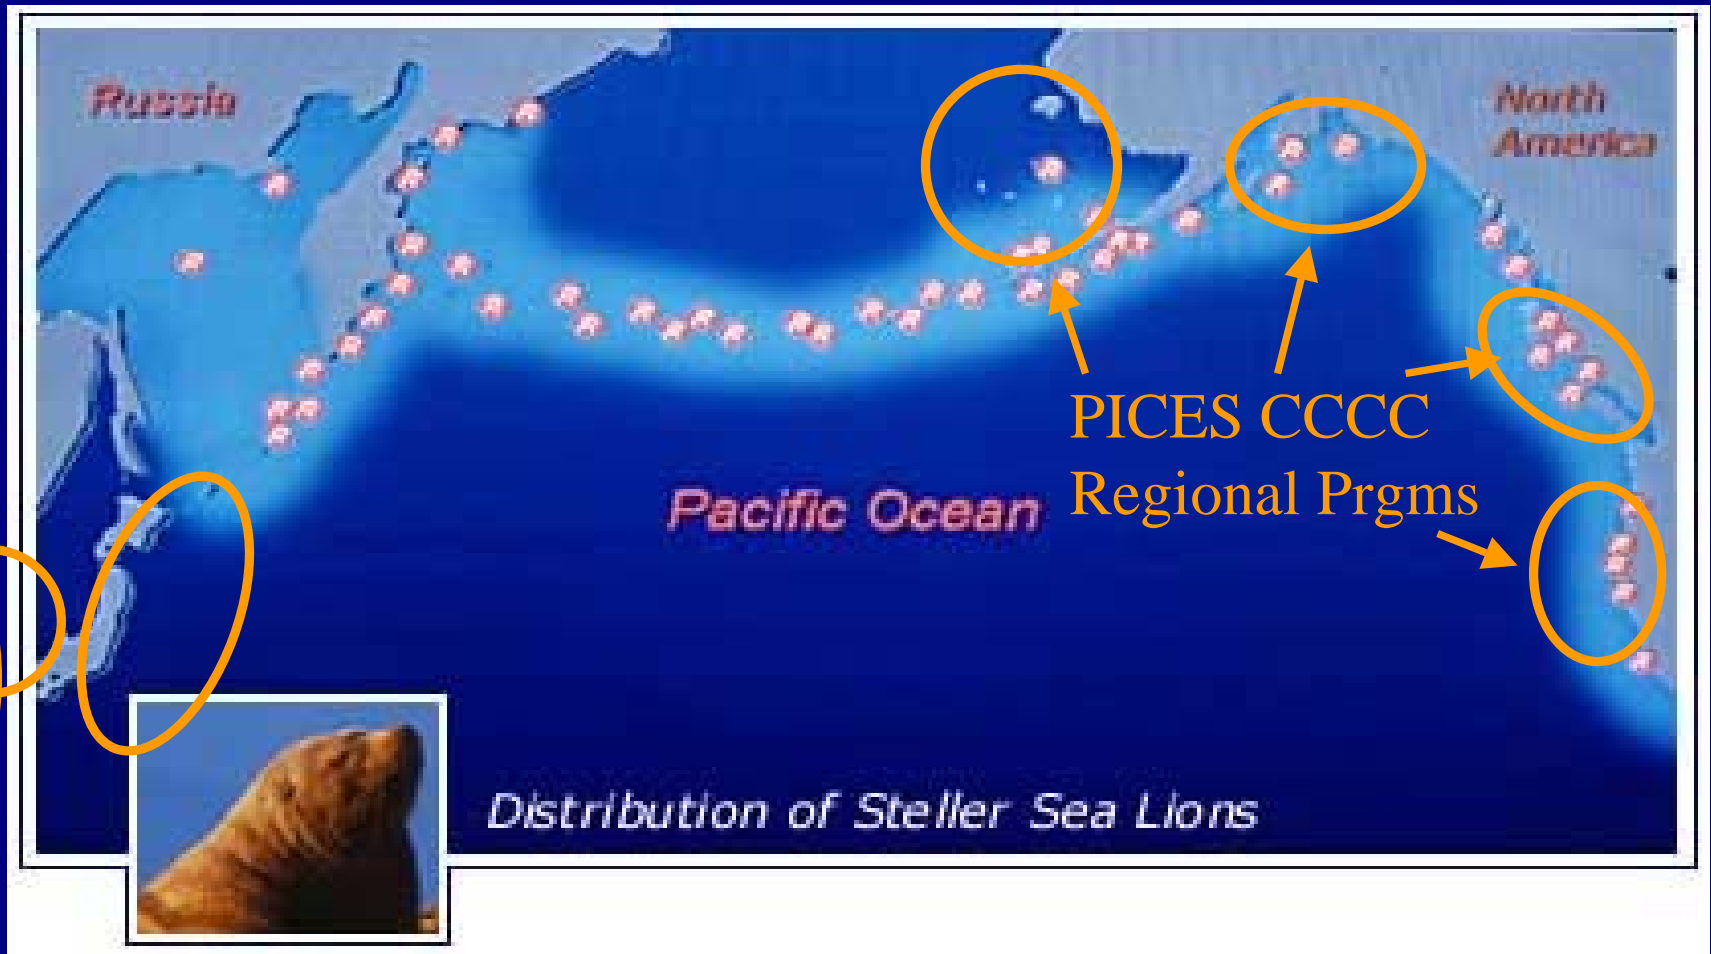 Russia
North
America
PICES CCCC
Regional Prgms
Pacific Ocean
Distribution of Steller Sea Lions